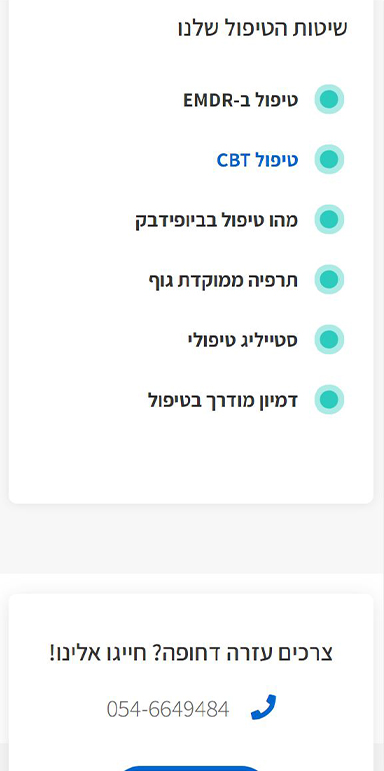 שיטות הטיפול שלנו
טיפול ב-EMDR
טיפול CBT
מהו טיפול בביופידבק
תרפיה ממוקדת גוף
סטייליג טיפולי
דמיון מודרך בטיפול
צרכים עזרה דחופה? חייגו אלינו!
054-6649484